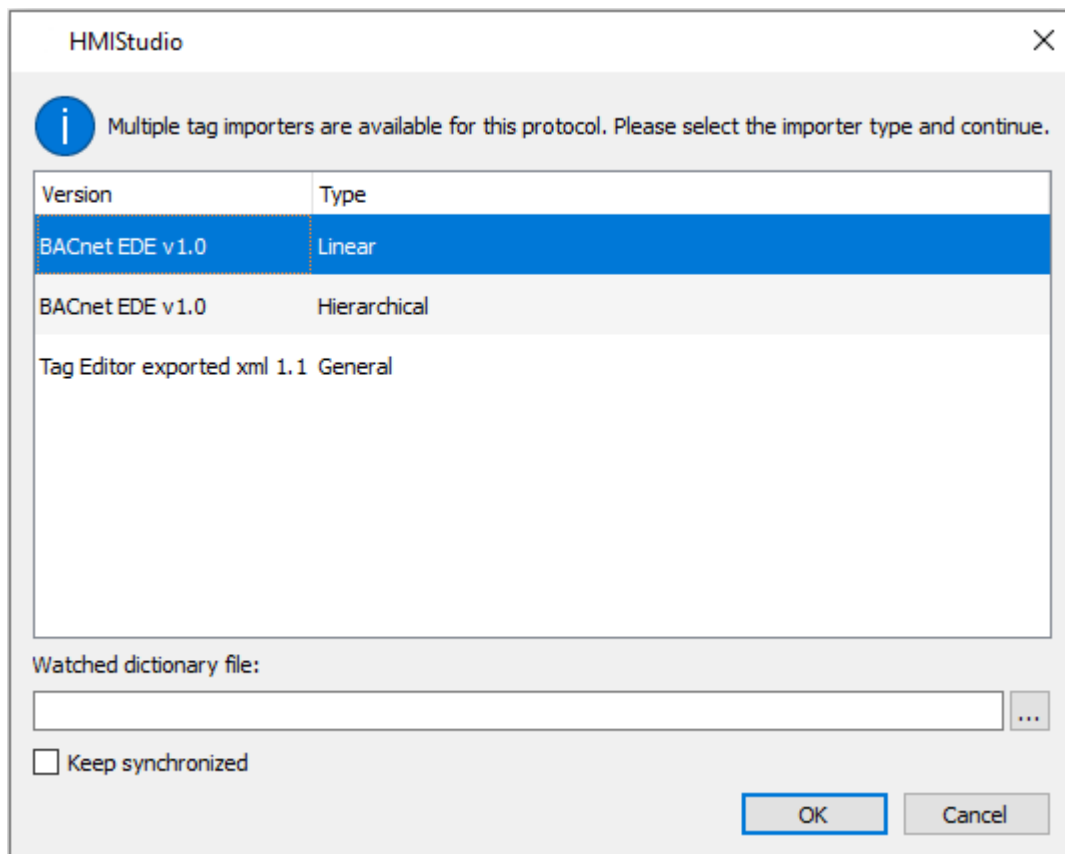 HMIStudio
Multiple tag importers are available for this protocol. Please select the importer type and continue.
Version Type
BACnet EDE v1.0 Linear
BACnet EDE v1.0 Hierarchical
Tag Editor exported xml 1.1 General
Watched dictionary file:
...
Keep synchronized
OK Cancel